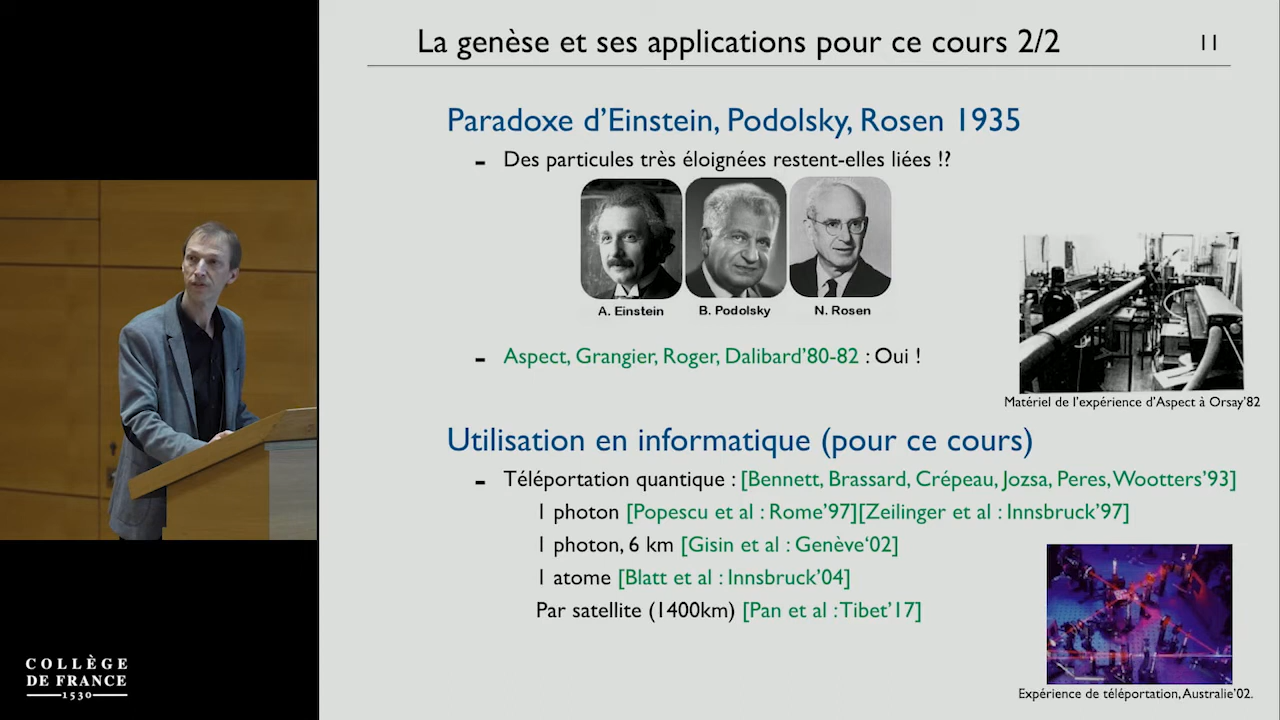 La genèse et ses applications pour ce cours 2/2
11
Paradoxe d'Einstein, Podolsky, Rosen 1935
- Des particules très éloignées restent-elles liées !?
A. Einstein
B. Podolsky
N. Rosen
- Aspect, Grangier, Roger, Dalibard'80-82 : Oui !
Matériel de l'expérience d'Aspect à Orsay'82
Utilisation en informatique (pour ce cours)
- Téléportation quantique : [Bennett, Brassard, Crépeau, Jozsa, Peres, Wootters'93]
1 photon [Popescu et al : Rome'97][Zeilinger et al : Innsbruck'97]
1 photon, 6 km [Gisin et al : Genève'02]
1 atome [Blatt et al : Innsbruck'04]
Par satellite (1400km) [Pan et al : Tibet'17]
Expérience de téléportation, Australie'02.
COLLÈGE
DE FRANCE
1530